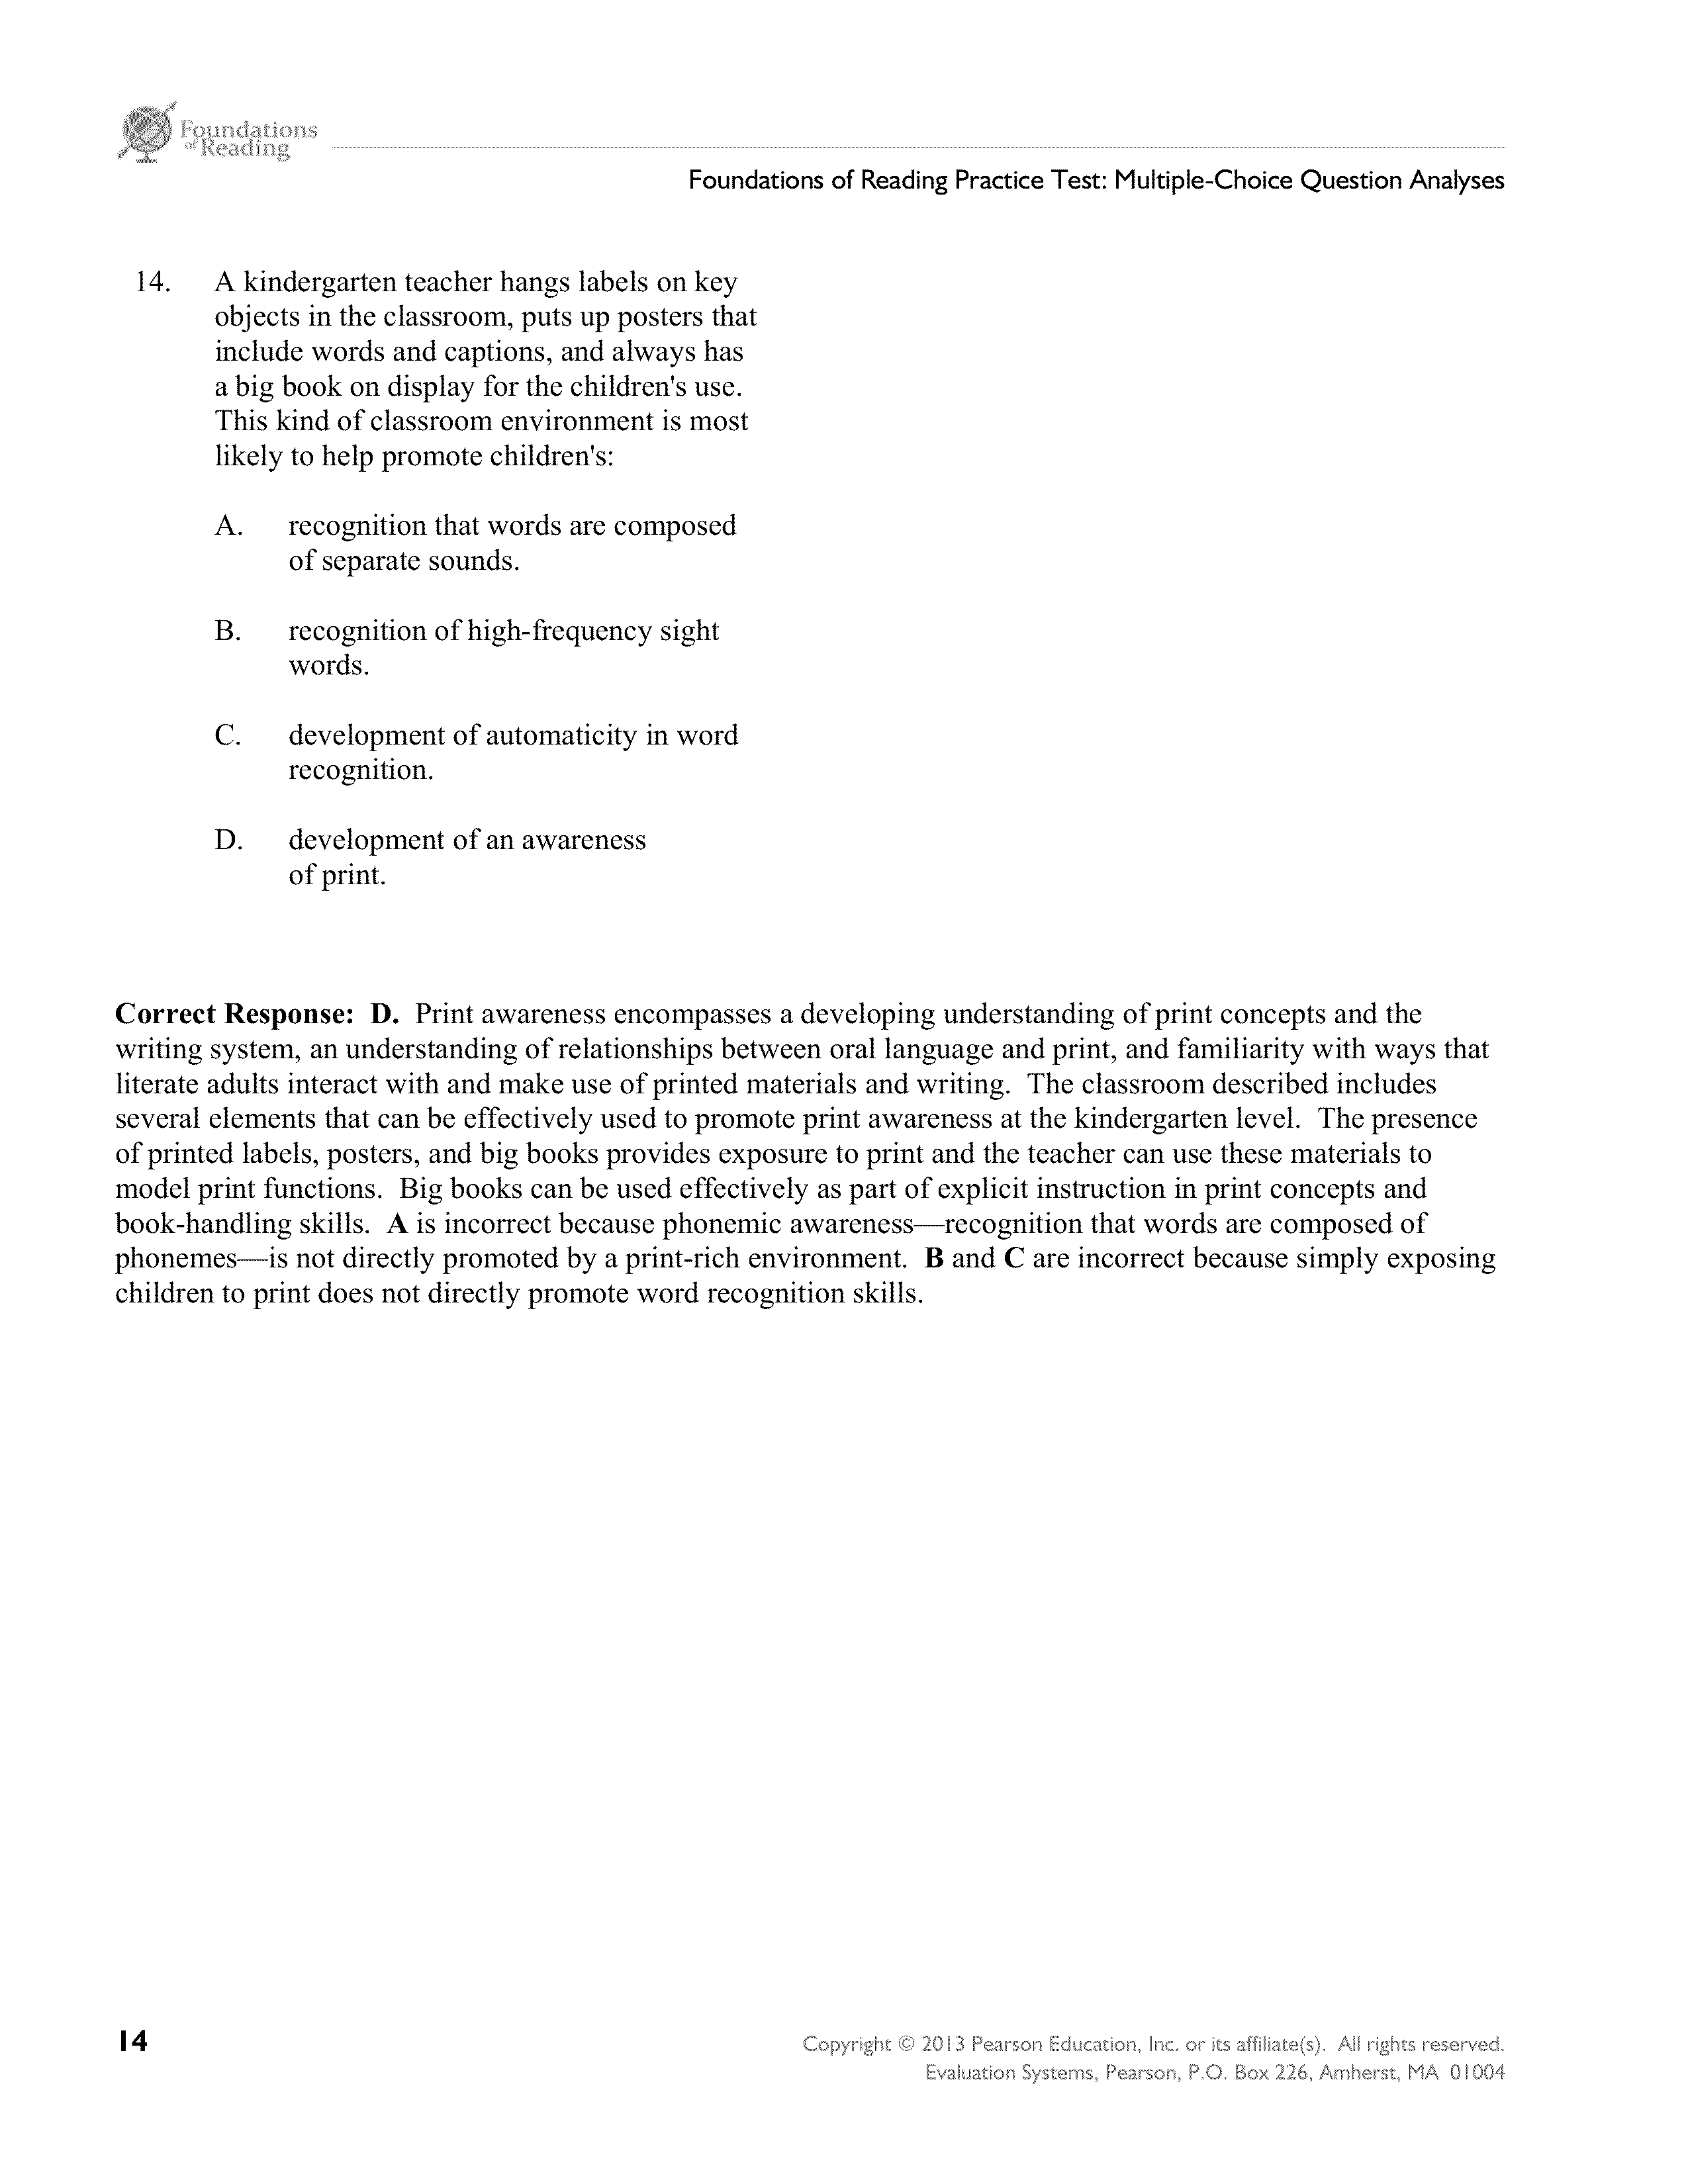 Foundations
of Reading
Foundations of Reading Practice Test: Multiple-Choice Question Analyses
14. A kindergarten teacher hangs labels on key
objects in the classroom, puts up posters that
include words and captions, and always has
a big book on display for the children's use.
This kind of classroom environment is most
likely to help promote children's:
A. recognition that words are composed
of separate sounds.
B. recognition of high-frequency sight
words.
C. development of automaticity in word
recognition.
D. development of an awareness
of print.
Correct Response: D. Print awareness encompasses a developing understanding of print concepts and the
writing system, an understanding of relationships between oral language and print, and familiarity with ways that
literate adults interact with and make use of printed materials and writing. The classroom described includes
several elements that can be effectively used to promote print awareness at the kindergarten level. The presence
of printed labels, posters, and big books provides exposure to print and the teacher can use these materials to
model print functions. Big books can be used effectively as part of explicit instruction in print concepts and
book-handling skills. A is incorrect because phonemic awareness—recognition that words are composed of
phonemes—is not directly promoted by a print-rich environment. B and C are incorrect because simply exposing
children to print does not directly promote word recognition skills.
14
Copyright © 2013 Pearson Education, Inc. or its affiliate(s). All rights reserved.
Evaluation Systems, Pearson, P.O. Box 226, Amherst, MA 01004